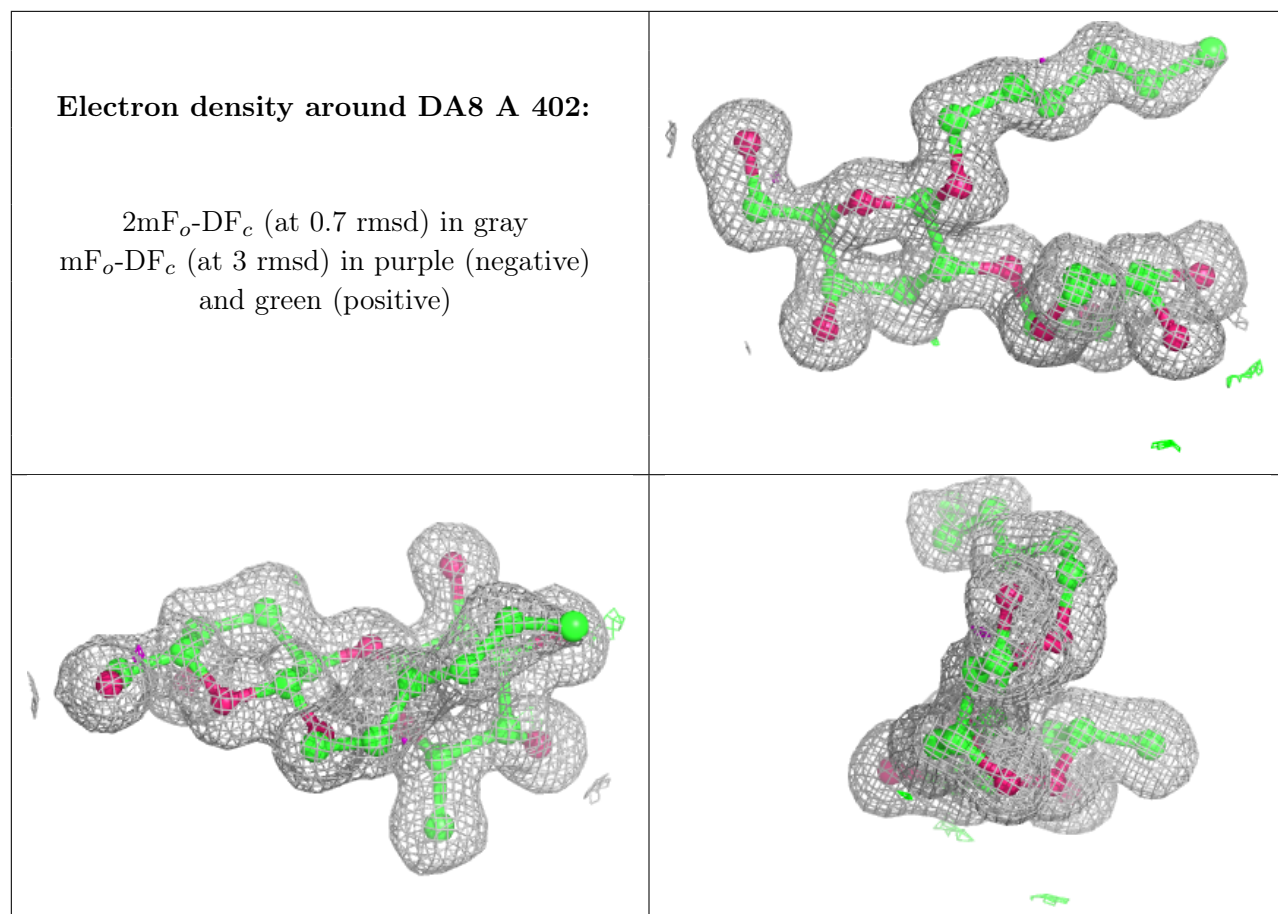 Electron density around DA8 A 402:
2mFo-DFc (at 0.7 rmsd) in gray
mFo-DFc (at 3 rmsd) in purple (negative)
and green (positive)